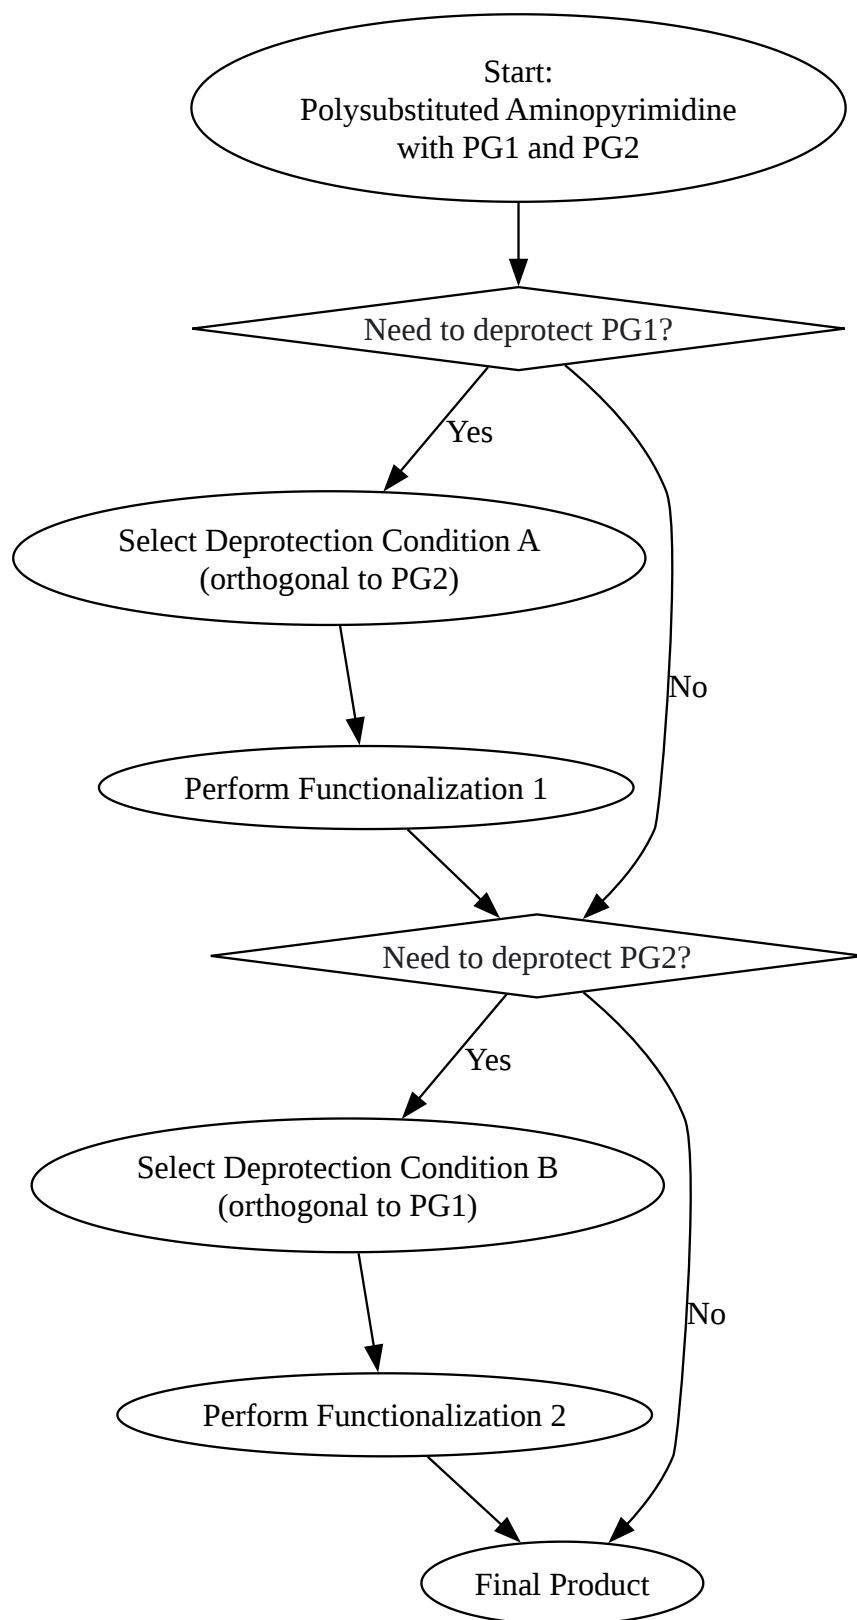 Start:
Polysubstituted Aminopyrimidine
with PG1 and PG2
Need to deprotect PG1?
Yes
Select Deprotection Condition A
(orthogonal to PG2)
No
Perform Functionalization 1
Need to deprotect PG2?
Yes
Select Deprotection Condition B
(orthogonal to PG1)
No
Perform Functionalization 2
Final Product